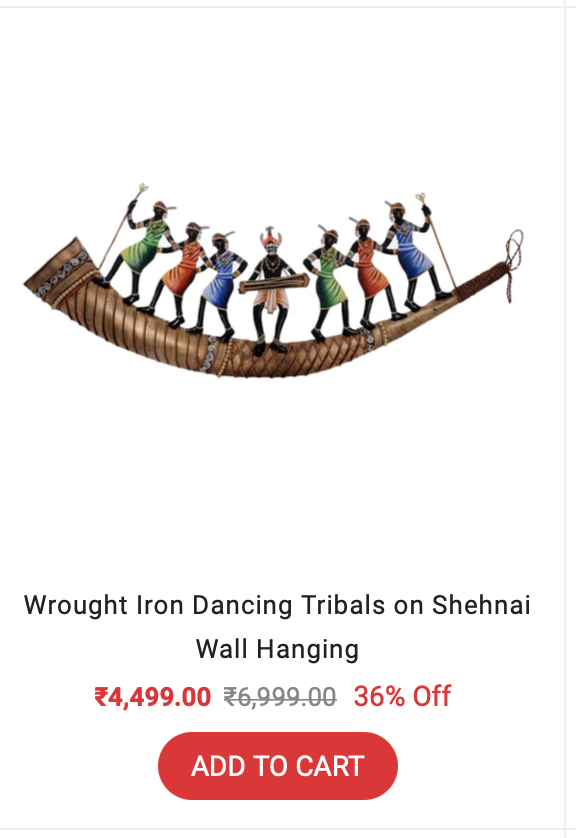 Wrought Iron Dancing Tribals on Shehnai
Wall Hanging
₹4,499.00 ₹6,999.00 36% Off
ADD TO CART